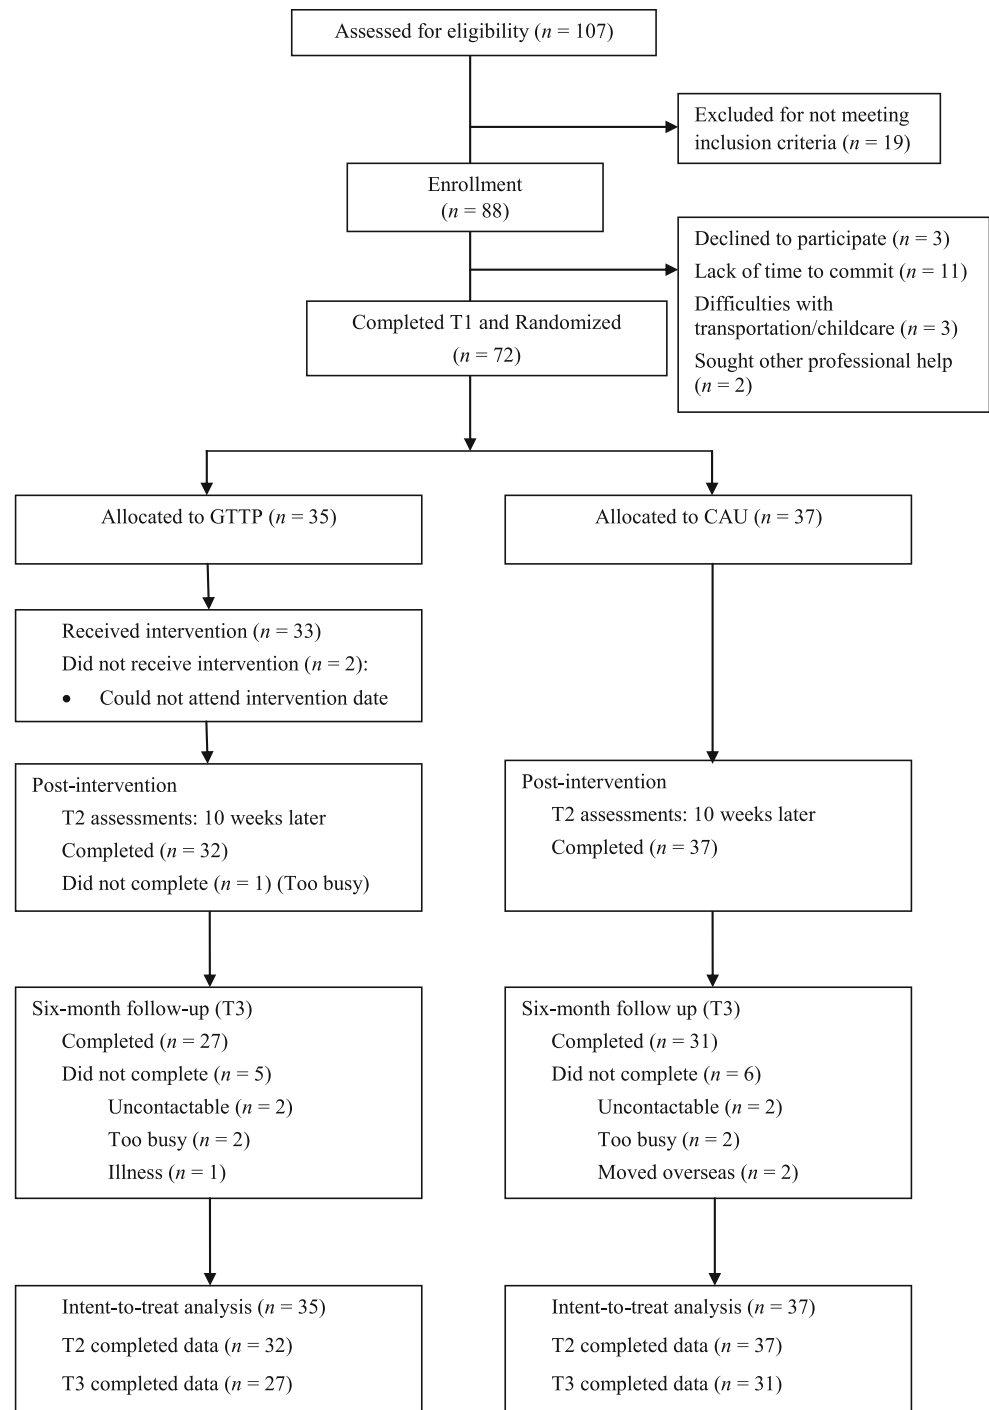 Assessed for eligibility (n = 107)
Excluded for not meeting
inclusion criteria (n = 19)
Enrollment
(n = 88)
Declined to participate (n = 3)
Lack of time to commit (n = 11)
Difficulties with
transportation/childcare (n = 3)
Sought other professional help
(n = 2)
Completed T1 and Randomized
(n = 72)
Allocated to GTTP (n = 35)
Allocated to CAU (n = 37)
Received intervention (n = 33)
Did not receive intervention (n = 2):
• Could not attend intervention date
Post-intervention
T2 assessments: 10 weeks later
Completed (n = 32)
Did not complete (n = 1) (Too busy)
Post-intervention
T2 assessments: 10 weeks later
Completed (n = 37)
Six-month follow-up (T3)
Completed (n = 27)
Did not complete (n = 5)
Uncontactable (n = 2)
Too busy (n = 2)
Illness (n = 1)
Six-month follow up (T3)
Completed (n = 31)
Did not complete (n = 6)
Uncontactable (n = 2)
Too busy (n = 2)
Moved overseas (n = 2)
Intent-to-treat analysis (n = 35)
T2 completed data (n = 32)
T3 completed data (n = 27)
Intent-to-treat analysis (n = 37)
T2 completed data (n = 37)
T3 completed data (n = 31)